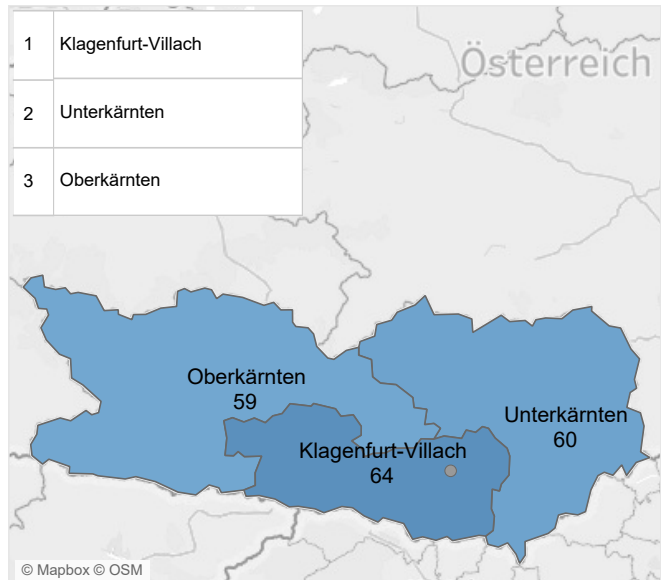 1 Klagenfurt-Villach
Österreich
2 Unterkärnten
3 Oberkärnten
Oberkärnten
59
Unterkärnten
60
Klagenfurt-Villach
64
© Mapbox © OSM